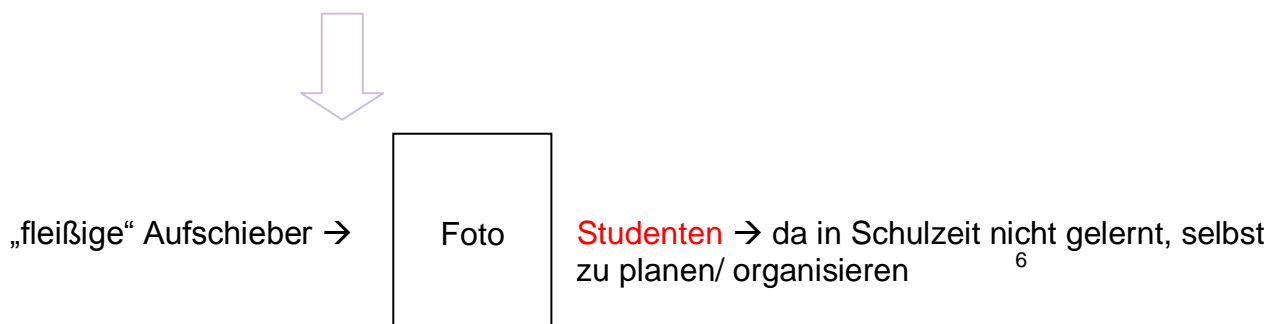 „fleißige“ Aufschieber → Foto Studenten → da in Schulzeit nicht gelernt, selbst
zu planen/ organisieren 6